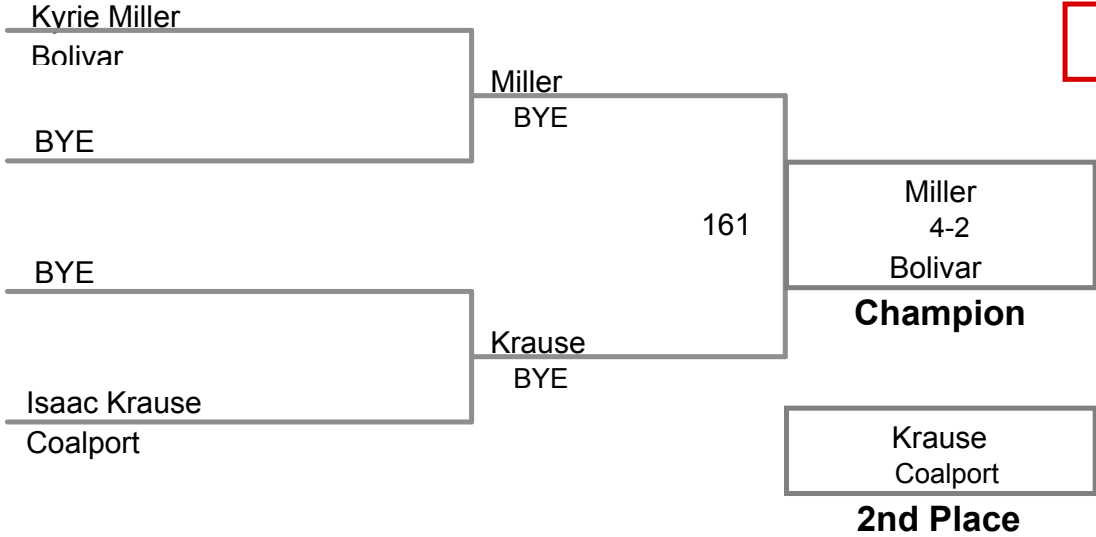 Kyrie Miller
Bolivar
BYE
Miller
BYE
161
Miller
4-2
Bolivar
Champion
BYE
Isaac Krause
Coalport
Krause
BYE
Krause
Coalport
2nd Place